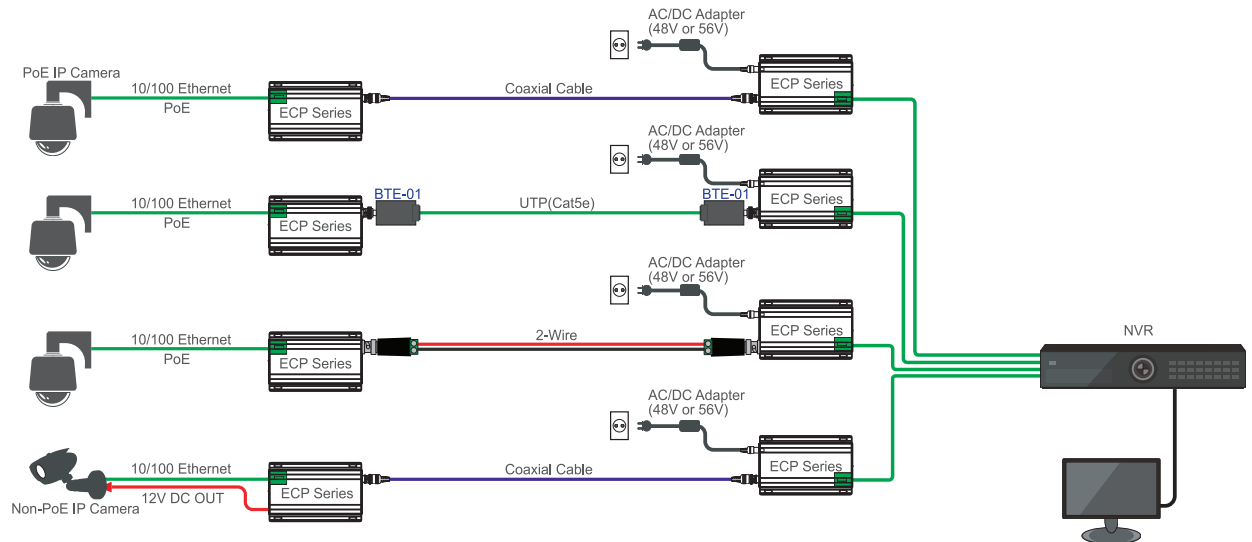 AC/DC Adapter
(48V or 56V)
PoE IP Camera
10/100 Ethernet
PoE
ECP Series
Coaxial Cable
ECP Series
AC/DC Adapter
(48V or 56V)
10/100 Ethernet
PoE
ECP Series
BTE-01
UTP(Cat5e)
BTE-01
ECP Series
AC/DC Adapter
(48V or 56V)
10/100 Ethernet
PoE
ECP Series
2-Wire
ECP Series
NVR
AC/DC Adapter
(48V or 56V)
10/100 Ethernet
12V DC OUT
Non-PoE IP Camera
ECP Series
Coaxial Cable
ECP Series